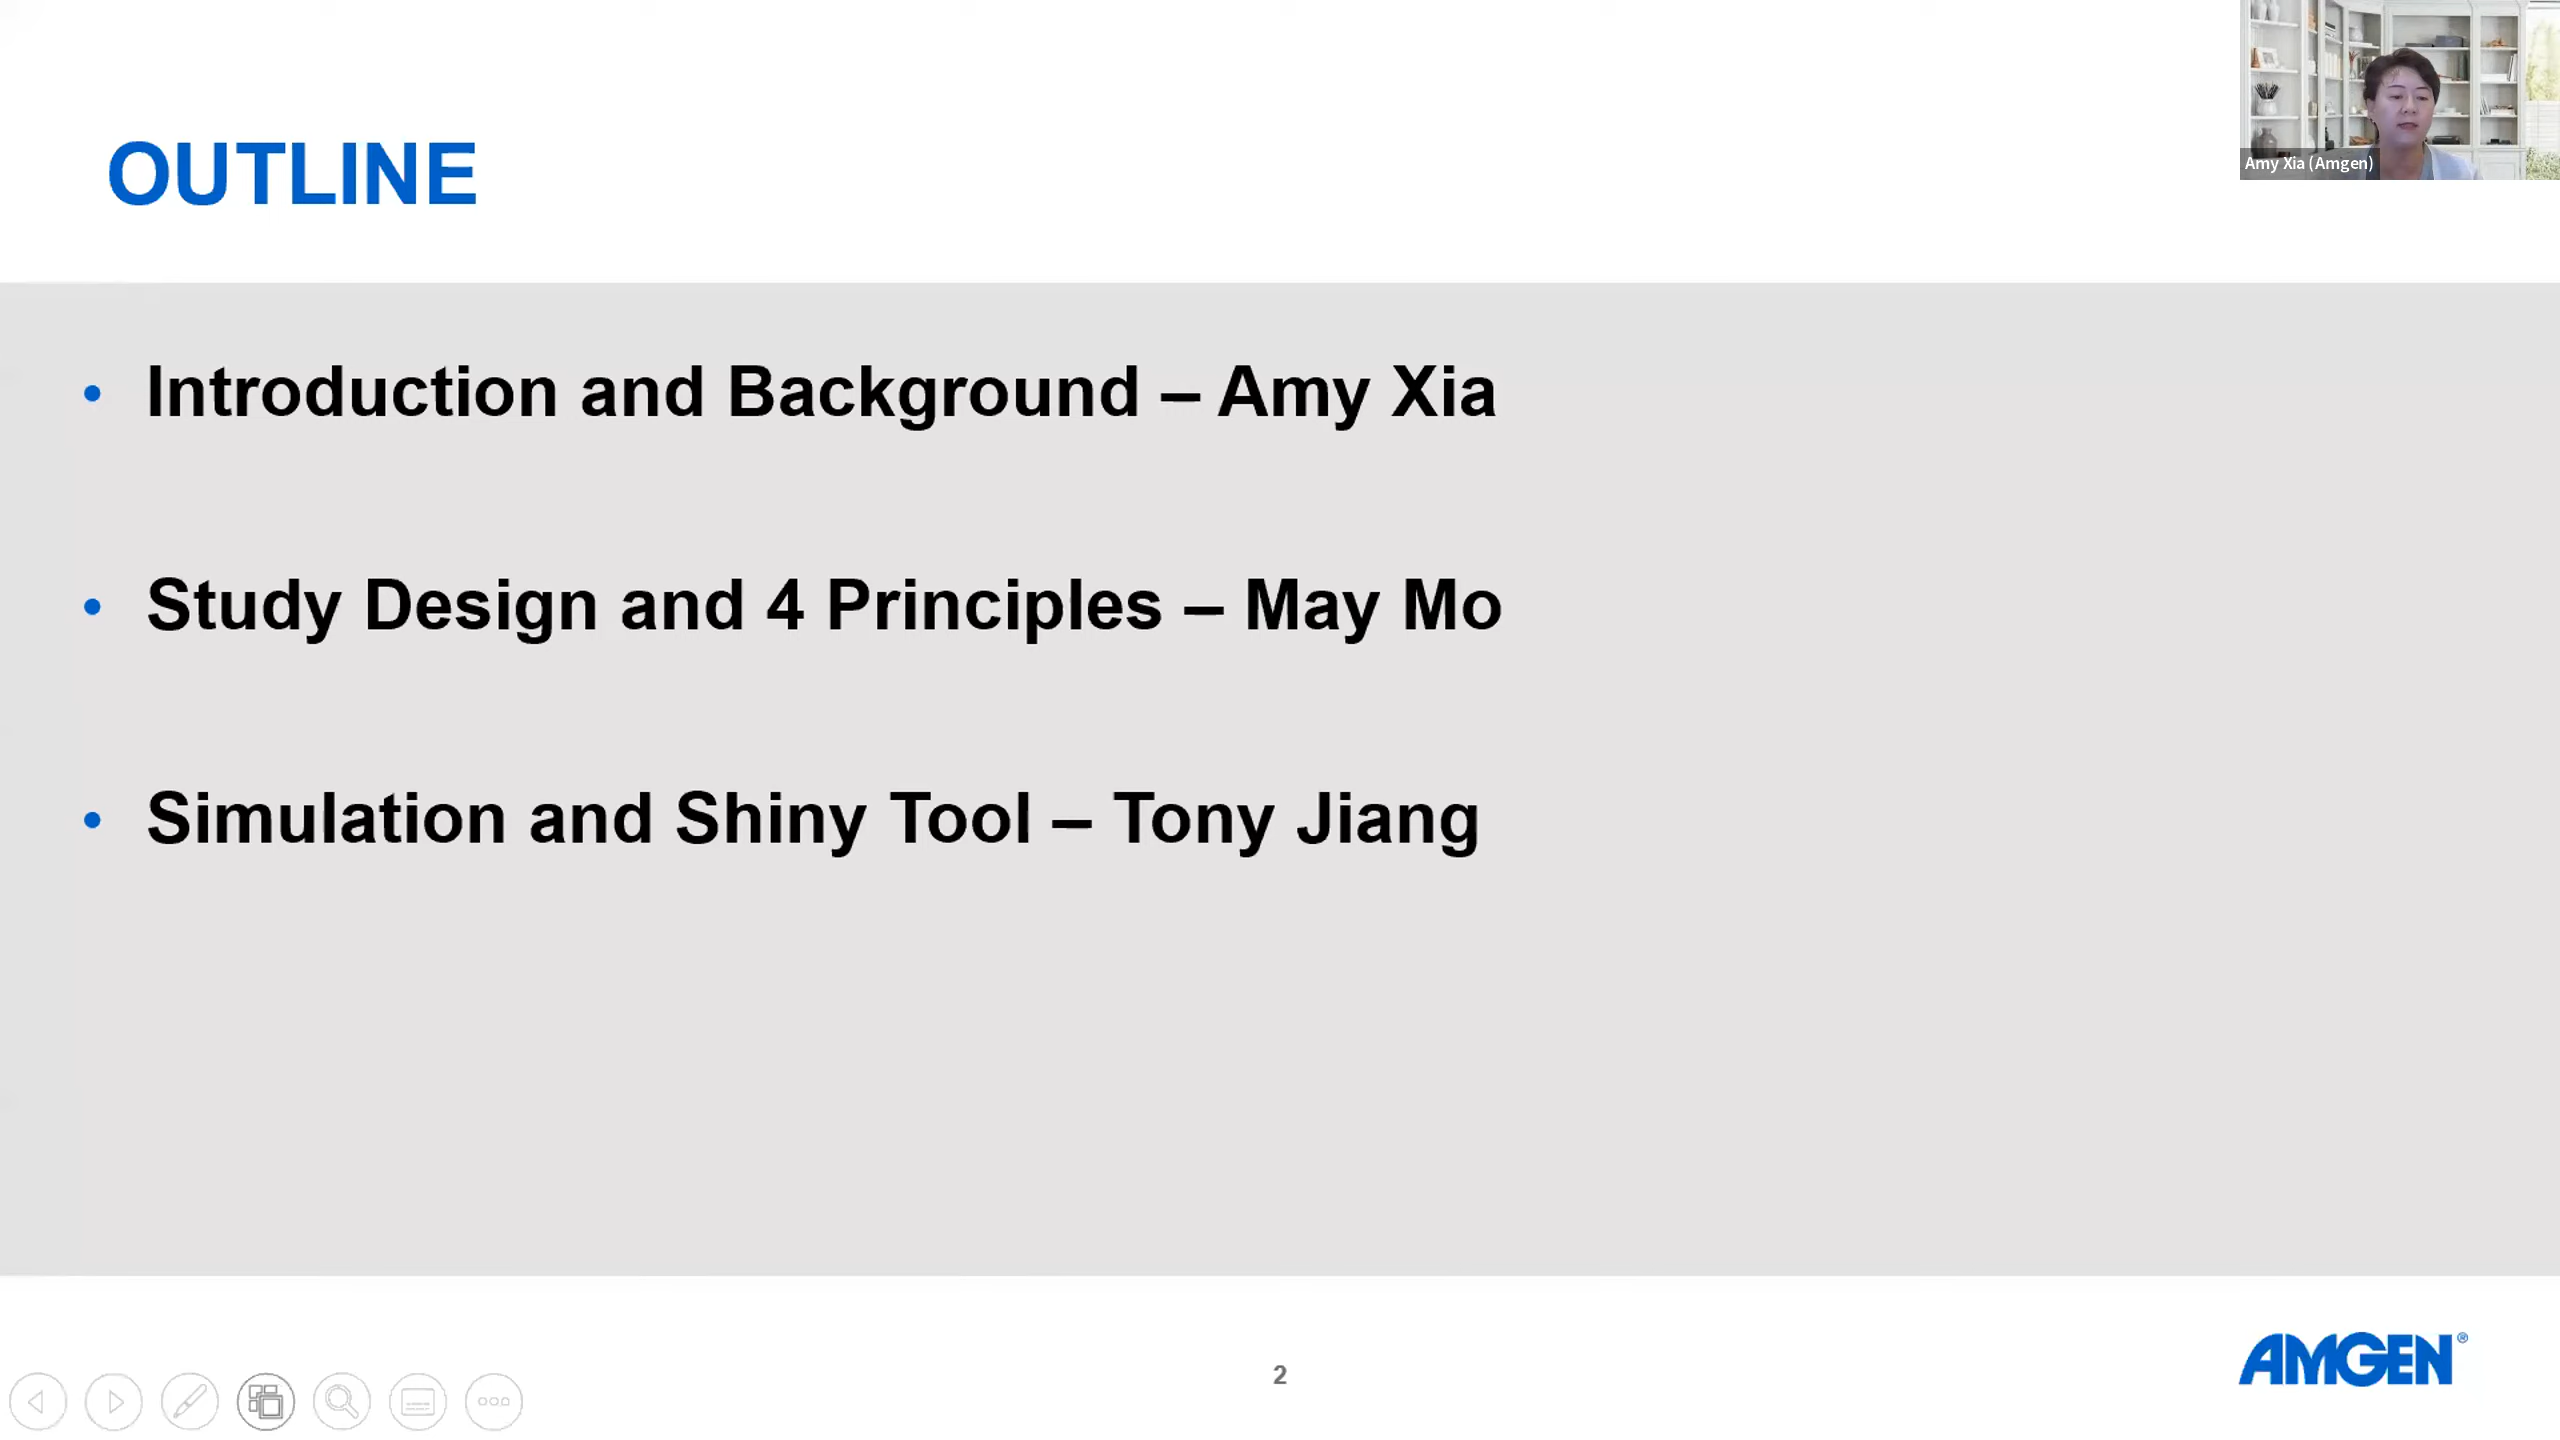 Amy Xia (Amgen)
OUTLINE
• Introduction and Background – Amy Xia
• Study Design and 4 Principles – May Mo
• Simulation and Shiny Tool – Tony Jiang
2
AMGEN®